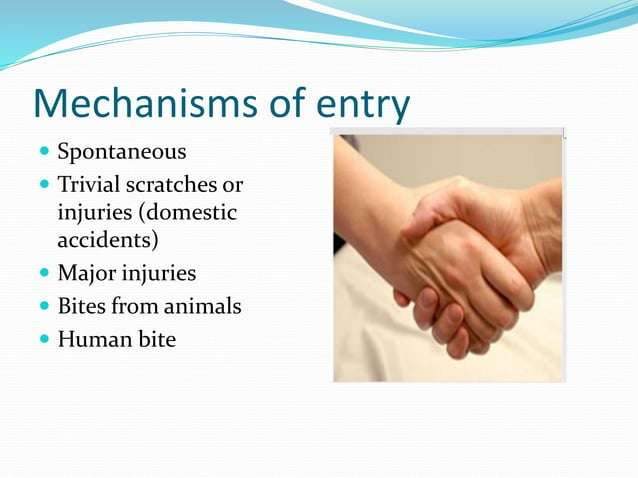 Mechanisms of entry
• Spontaneous
• Trivial scratches or
injuries (domestic
accidents)
• Major injuries
• Bites from animals
• Human bite